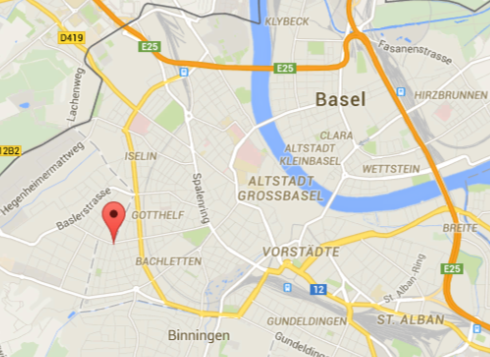 KLYBECK
D419
E25
Fasanenstrasse
E25
Lachenweg
Basel
HIRZBRUNNEN
CLARA
12B2
ISELIN
ALTSTADT
KLEINBASEL
WETTSTEIN
Hegenheimermattweg
Spalenring
ALTSTADT
GROSSBASEL
Baslerstrasse
GOTTHELF
BREITE
VORSTÄDTE
BACHLETTEN
St. Alban-Ring
E25
12
GUNDELDINGEN
ST. ALBAN
Binningen
Gundeldingen